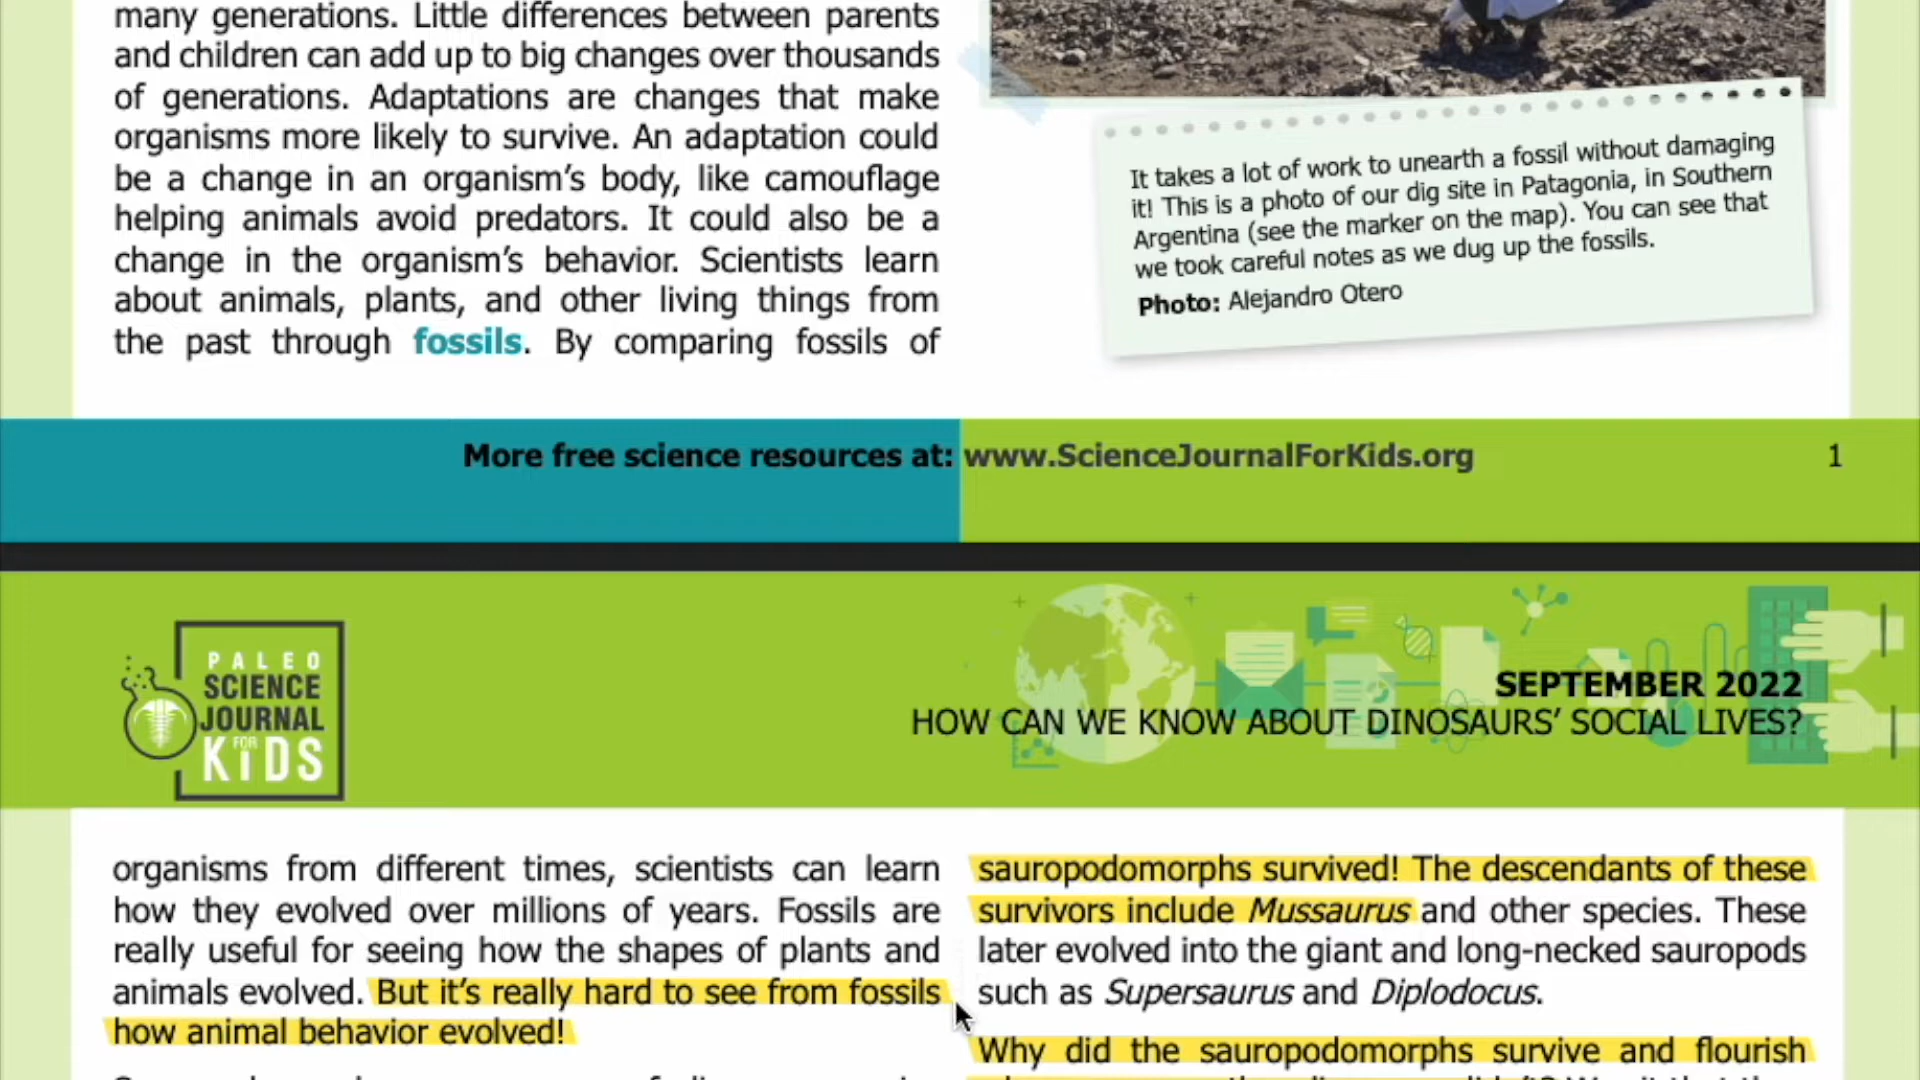 many generations. Little differences between parents
and children can add up to big changes over thousands
of generations. Adaptations are changes that make
organisms more likely to survive. An adaptation could
be a change in an organism's body, like camouflage
helping animals avoid predators. It could also be a
change in the organism's behavior. Scientists learn
about animals, plants, and other living things from
the past through fossils. By comparing fossils of
It takes a lot of work to unearth a fossil without damaging
it! This is a photo of our dig site in Patagonia, in Southern
Argentina (see the marker on the map). You can see that
we took careful notes as we dug up the fossils.
Photo: Alejandro Otero
More free science resources at: www.ScienceJournalForKids.org
1
PALEO
SCIENCE
JOURNAL
FOR
KiDS
SEPTEMBER 2022
HOW CAN WE KNOW ABOUT DINOSAURS' SOCIAL LIVES?
organisms from different times, scientists can learn
how they evolved over millions of years. Fossils are
really useful for seeing how the shapes of plants and
animals evolved. But it's really hard to see from fossils
how animal behavior evolved!
sauropodomorphs survived! The descendants of these
survivors include Mussaurus and other species. These
later evolved into the giant and long-necked sauropods
such as Supersaurus and Diplodocus.
Why did the sauropodomorphs survive and flourish